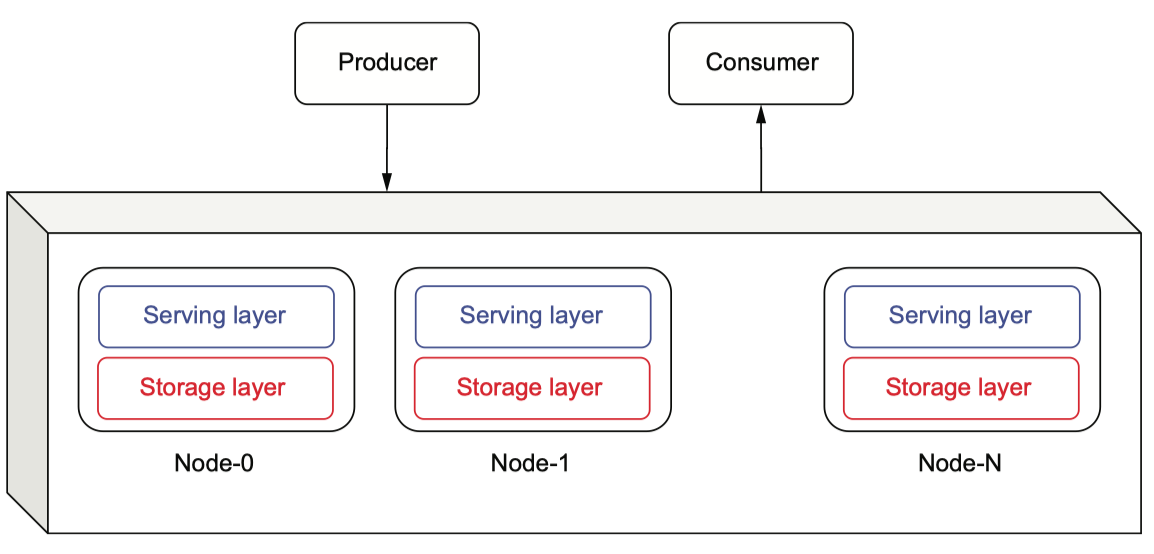 Producer
Consumer
Serving layer
Serving layer
Serving layer
Storage layer
Storage layer
Storage layer
Node-0
Node-1
Node-N